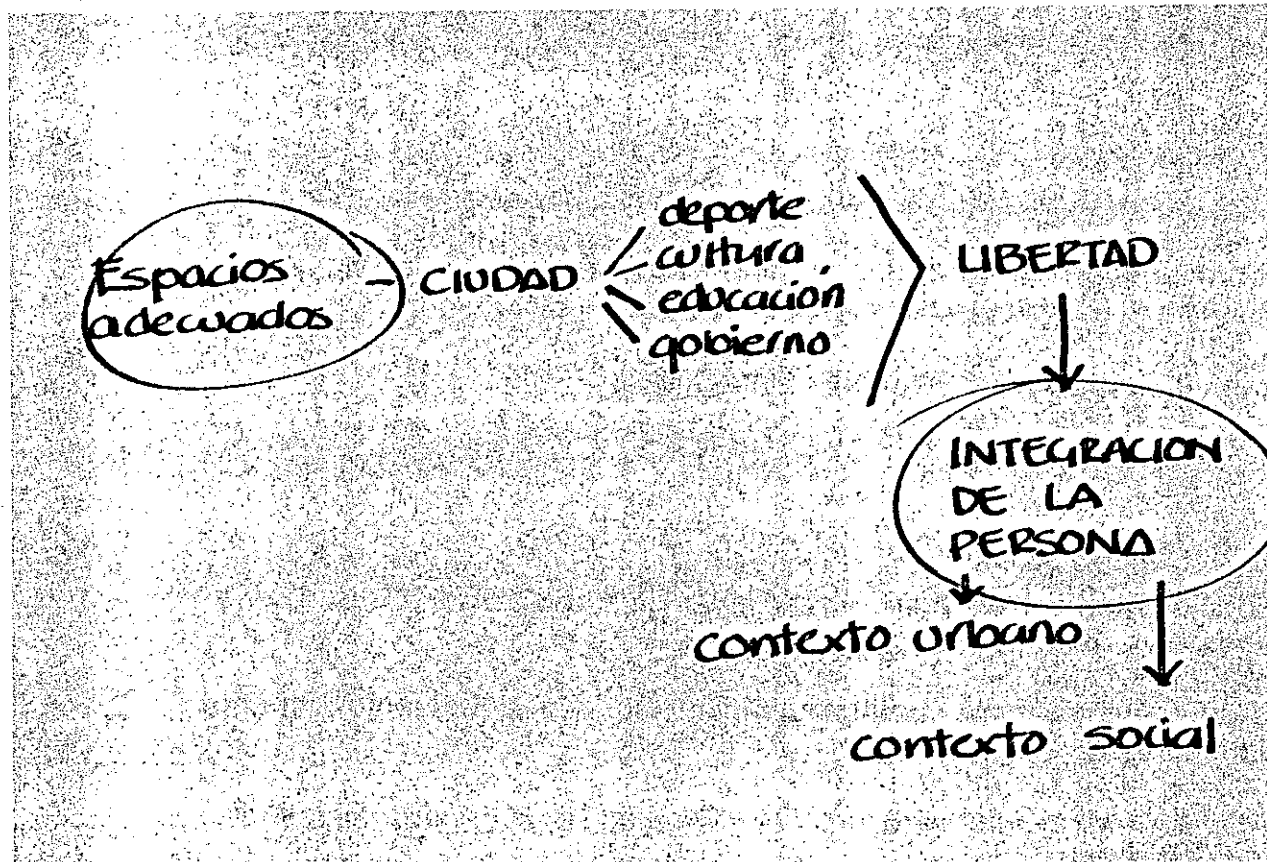 Espacios
adecuados
- CIUDAD
deporte
cultura
educación
gobierno
LIBERTAD
INTEGRACION
DE LA
PERSONA
contexto urbano
contexto social